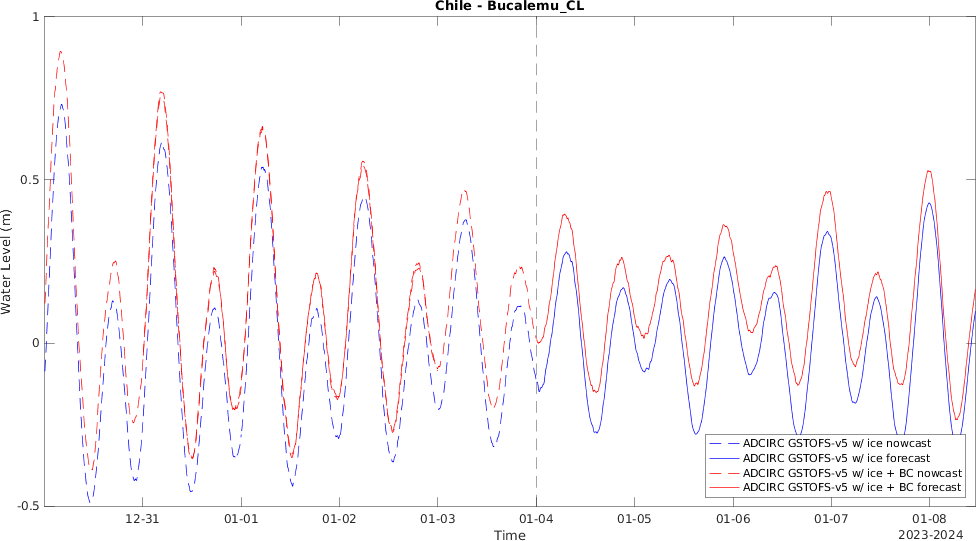 Chile - Bucalemu_CL
1
0.5
0
-0.5
Water Level (m)
12-31
01-01
01-02
01-03
01-04
01-05
01-06
01-07
01-08
Time
2023-2024
ADCIRC GSTOFS-v5 w/ ice nowcast
ADCIRC GSTOFS-v5 w/ ice forecast
ADCIRC GSTOFS-v5 w/ ice + BC nowcast
ADCIRC GSTOFS-v5 w/ ice + BC forecast